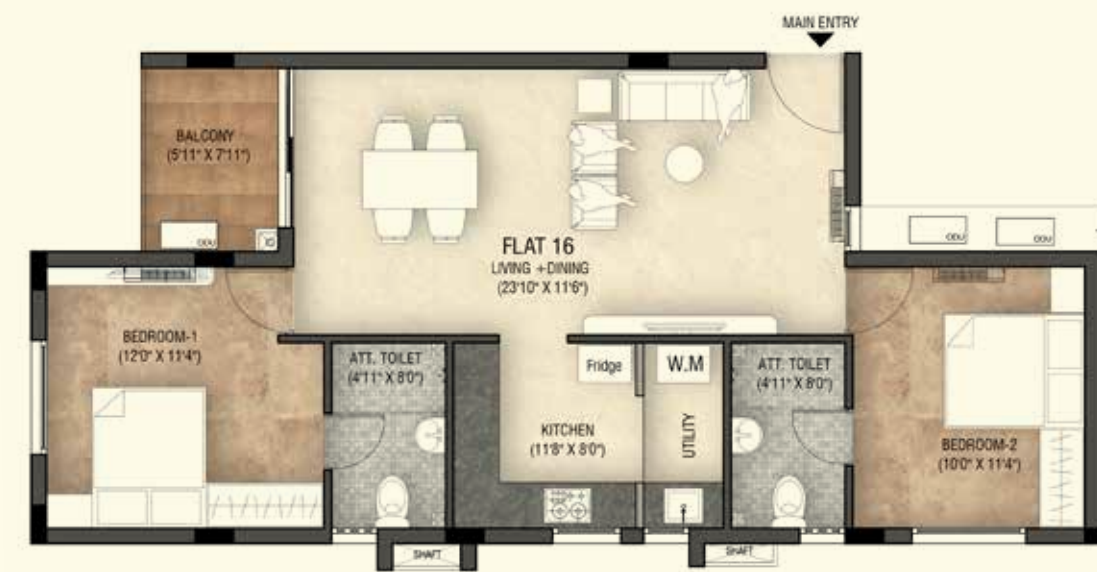 MAIN ENTRY
BALCONY
(5'11" X 7'11")
ODU
FLAT 16
LIVING +DINING
(23'10" X 11'6")
ODU
ODU
BEDROOM-1
(12'0" X 11'4")
ATT. TOILET
(4'11" X 8'0")
Fridge
W.M
ATT. TOILET
(4'11" X 8'0")
KITCHEN
(11'8" X 8'0")
UTILITY
BEDROOM-2
(10'0" X 11'4")
SHAFT
SHAFT